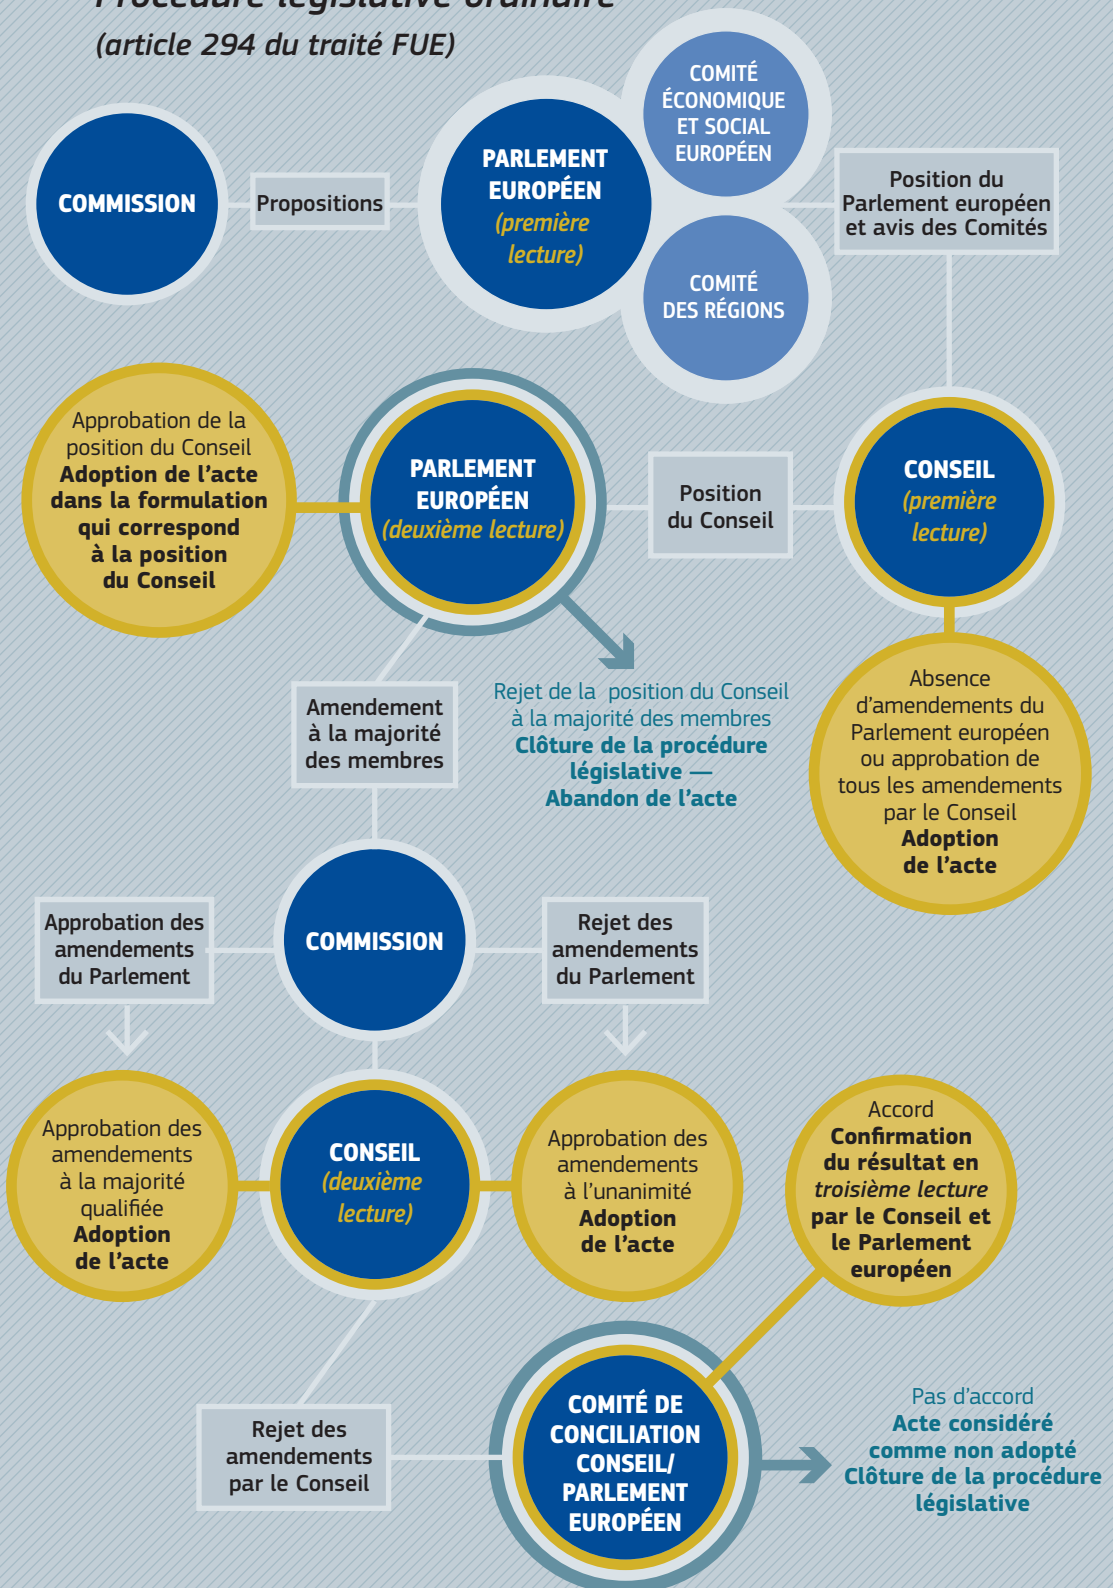 Procédure législative ordinaire
(article 294 du traité FUE)
COMMISSION
Propositions
PARLEMENT
EUROPÉEN
(première
lecture)
COMITÉ
ÉCONOMIQUE
ET SOCIAL
EUROPÉEN
COMITÉ
DES RÉGIONS
Position du
Parlement européen
et avis des Comités
Approbation de la
position du Conseil
Adoption de l’acte
dans la formulation
qui correspond
à la position
du Conseil
PARLEMENT
EUROPÉEN
(deuxième lecture)
Position
du Conseil
CONSEIL
(première
lecture)
Amendement
à la majorité
des membres
Rejet de la position du Conseil
à la majorité des membres
Clôture de la procédure
législative —
Abandon de l’acte
Absence
d’amendements du
Parlement européen
ou approbation de
tous les amendements
par le Conseil
Adoption
de l’acte
Approbation des
amendements
du Parlement
COMMISSION
Rejet des
amendements
du Parlement
Approbation des
amendements
à la majorité
qualifiée
Adoption
de l’acte
CONSEIL
(deuxième
lecture)
Approbation des
amendements
à l’unanimité
Adoption
de l’acte
Accord
Confirmation
du résultat en
troisième lecture
par le Conseil et
le Parlement
européen
Rejet des
amendements
par le Conseil
COMITÉ DE
CONCILIATION
CONSEIL/
PARLEMENT
EUROPÉEN
Pas d’accord
Acte considéré
comme non adopté
Clôture de la procédure
législative